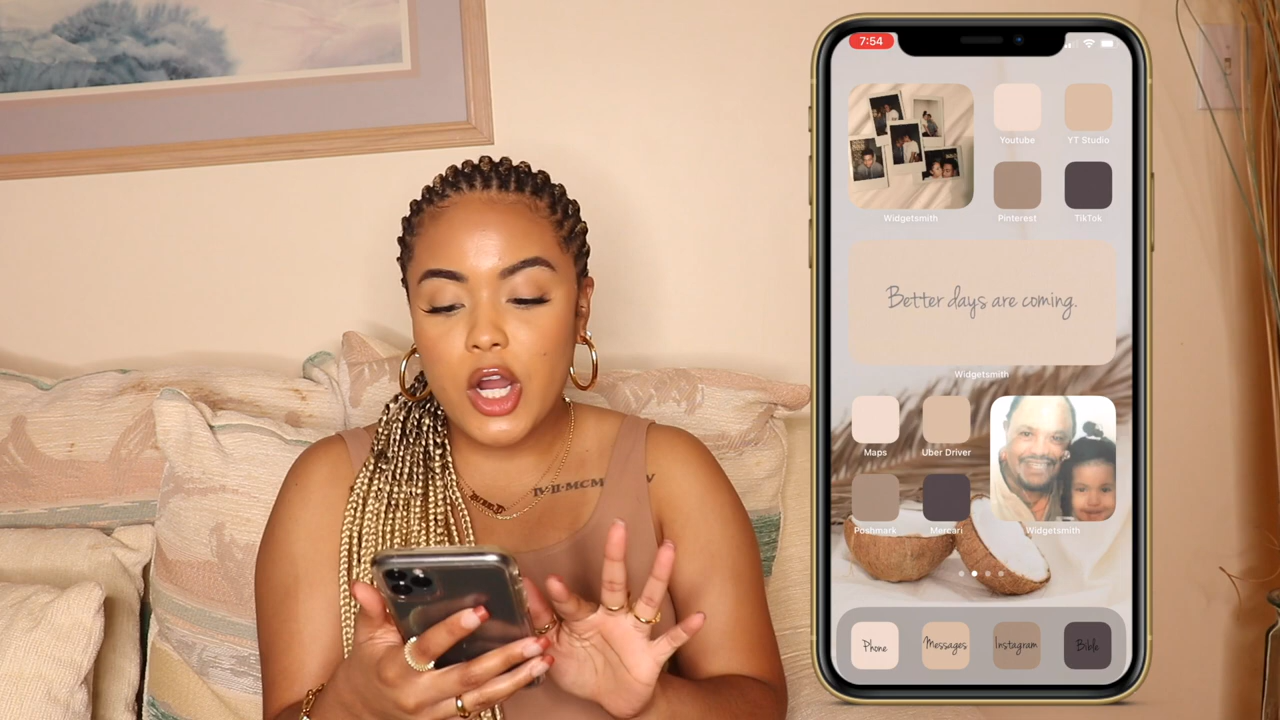 7:54
Youtube
YT Studio
Widgetsmith
Pinterest
TikTok
Better days are coming.
Widgetsmith
Maps
Uber Driver
Poshmark
Mercari
Widgetsmith
Phone
Messages
Instagram
Bible